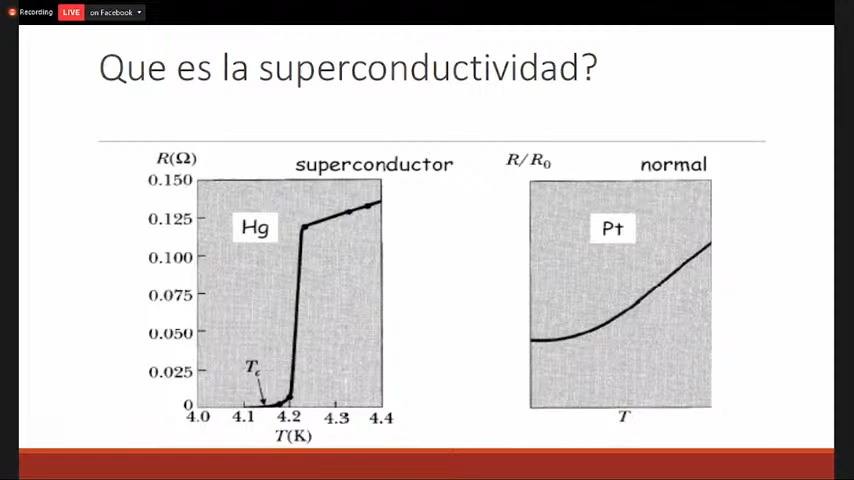 Recording LIVE on Facebook
Que es la superconductividad?
R(Ω) superconductor
0.150
0.125
0.100
0.075
0.050
0.025
0
Hg
T_c
4.0 4.1 4.2 4.3 4.4
T(K)
R/R₀ normal
Pt
T